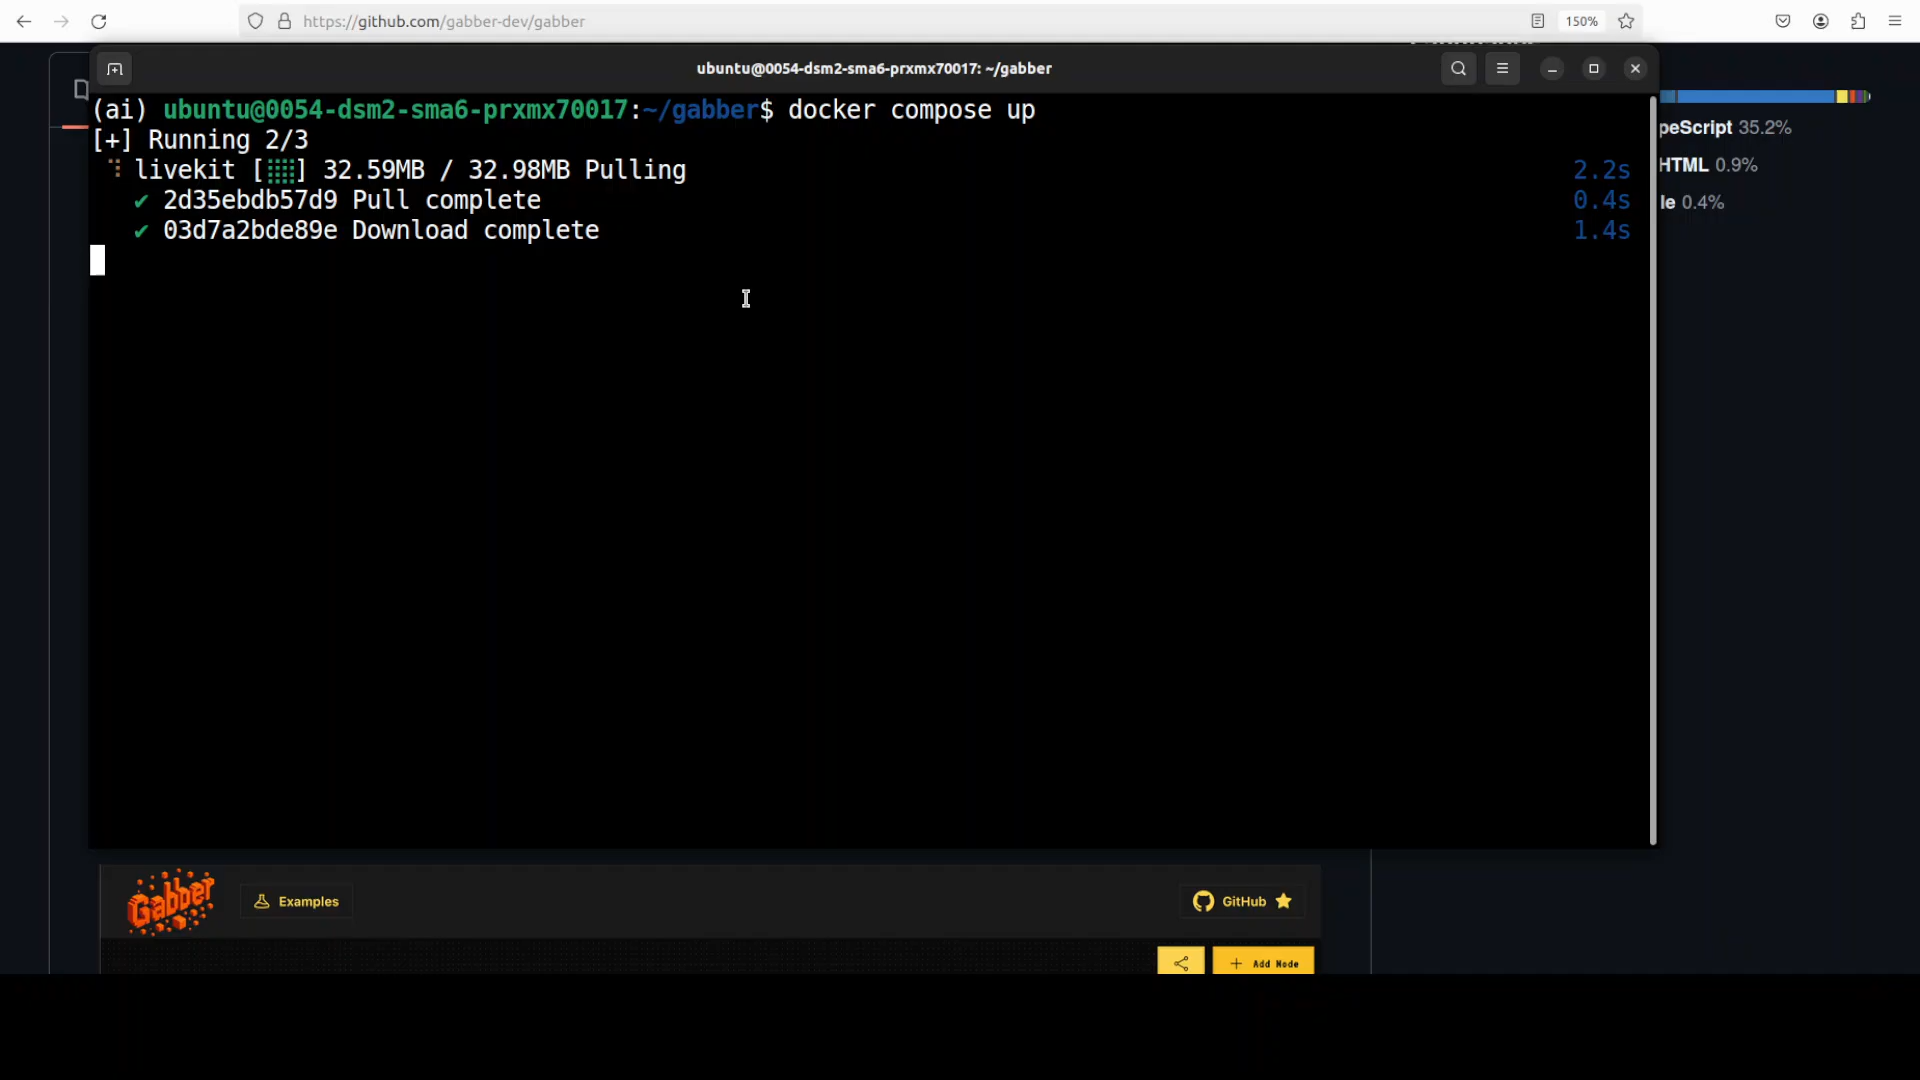 https://github.com/gabber-dev/gabber
150%
ubuntu@0054-dsm2-sma6-prxmx70017: ~/gabber
(ai) ubuntu@0054-dsm2-sma6-prxmx70017:~/gabber$ docker compose up
[+] Running 2/3
livekit [⣿⣿] 32.59MB / 32.98MB Pulling 2.2s
✔ 2d35ebdb57d9 Pull complete 0.4s
✔ 03d7a2bde89e Download complete 1.4s
peScript 35.2%
HTML 0.9%
le 0.4%
Gabber
Examples
GitHub
+ Add Node